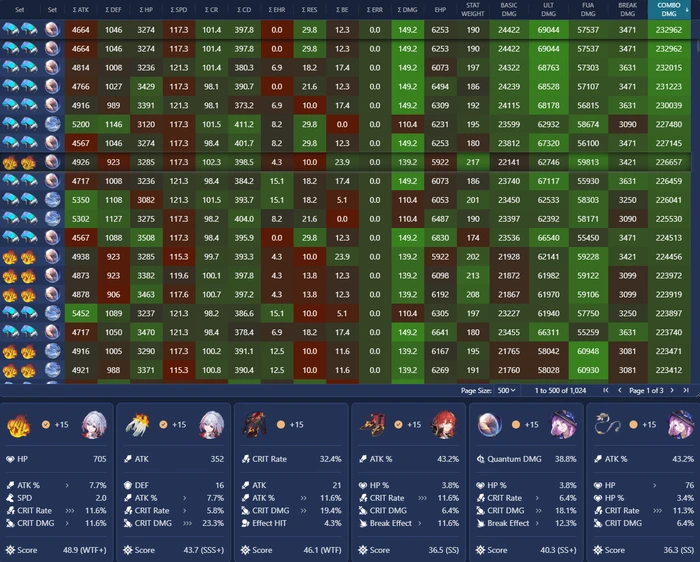 Set Set Σ ATK Σ DEF Σ HP Σ SPD Σ CR Σ CD Σ EHR Σ RES Σ BE Σ ERR Σ DMG EHP STAT WEIGHT BASIC DMG ULT DMG FUA DMG BREAK DMG COMBO DMG ↓
4664 1046 3274 117.3 101.4 397.8 0.0 29.8 12.3 0.0 149.2 6253 190 24422 69044 57537 3471 232962
4664 1046 3274 117.3 101.4 397.8 0.0 29.8 12.3 0.0 149.2 6253 190 24422 69044 57537 3471 232962
4814 1008 3236 121.3 101.4 380.3 6.9 18.2 17.4 0.0 149.2 6073 197 24327 68763 57303 3471 232015
4766 1027 3429 117.3 98.1 390.7 0.0 21.6 12.3 0.0 149.2 6494 186 24239 68528 57107 3471 231223
4916 989 3391 121.3 98.1 373.2 6.9 10.0 17.4 0.0 149.2 6309 192 24115 68178 56815 3471 230039
5200 1146 3120 117.3 101.5 411.2 8.2 29.8 0.0 0.0 110.4 6231 195 23599 62932 58674 3090 227480
4567 1046 3274 117.3 98.4 401.7 8.2 29.8 12.3 0.0 149.2 6253 180 23812 67320 56100 3471 227145
4926 923 3285 117.3 102.3 398.5 4.3 10.0 23.9 0.0 139.2 5922 217 22141 62746 59813 3421 226657
4717 1008 3236 121.3 98.4 384.2 15.1 18.2 17.4 0.0 149.2 6073 186 23740 67117 55930 3471 226459
5350 1108 3082 121.3 101.5 393.7 15.1 18.2 5.1 0.0 110.4 6053 201 23450 62533 58303 3250 226041
5302 1127 3275 117.3 98.2 404.0 8.2 21.6 0.0 0.0 110.4 6487 190 23397 62392 58171 3090 225530
4567 1088 3508 117.3 98.4 395.9 0.0 29.8 12.3 0.0 149.2 6830 174 23536 66540 55450 3471 224513
4938 923 3285 115.3 99.7 393.3 4.3 10.0 23.9 0.0 139.2 5922 202 21928 62141 59228 3421 224456
4873 923 3382 119.6 100.1 397.8 4.3 13.8 12.3 0.0 139.2 6098 213 21872 61982 59122 3099 223972
4878 906 3463 117.6 100.7 397.2 4.3 13.8 12.3 0.0 139.2 6192 208 21867 61970 59106 3099 223919
5452 1089 3237 121.3 98.2 386.6 15.1 10.0 5.1 0.0 110.4 6305 197 23227 61940 57750 3250 223897
4717 1050 3470 121.3 98.4 378.4 6.9 18.2 17.4 0.0 149.2 6641 180 23455 66311 55259 3471 223740
4916 1005 3290 117.3 100.2 391.1 12.5 10.0 11.6 0.0 139.2 6167 195 21765 58042 60948 3081 223471
4921 988 3371 115.3 100.8 390.4 12.5 10.0 11.6 0.0 139.2 6269 191 21760 58028 60930 3081 223412
Page Size: 500 1 to 500 of 1,024 Page 1 of 3
+15
HP 705
ATK % › 7.7%
SPD 2.0
CRIT Rate ››› 11.6%
CRIT DMG › 11.6%
Score 48.9 (WTF+)
+15
ATK 352
DEF 16
ATK % › 7.7%
CRIT Rate › 5.8%
CRIT DMG ››› 23.3%
Score 43.7 (SSS+)
+15
CRIT Rate 32.4%
ATK 21
ATK % ›› 11.6%
CRIT DMG ›› 19.4%
Effect HIT 4.3%
Score 46.1 (WTF)
+15
ATK % 43.2%
HP % 3.8%
CRIT Rate ››› 11.6%
CRIT DMG 6.4%
Break Effect › 11.6%
Score 36.5 (SS)
+15
Quantum DMG 38.8%
HP % 3.8%
CRIT Rate › 6.4%
CRIT DMG ›› 18.1%
Break Effect › 12.3%
Score 40.3 (SS+)
+15
ATK % 43.2%
HP › 76
HP % 3.4%
CRIT Rate ››› 11.3%
CRIT DMG 6.4%
Score 36.3 (SS)